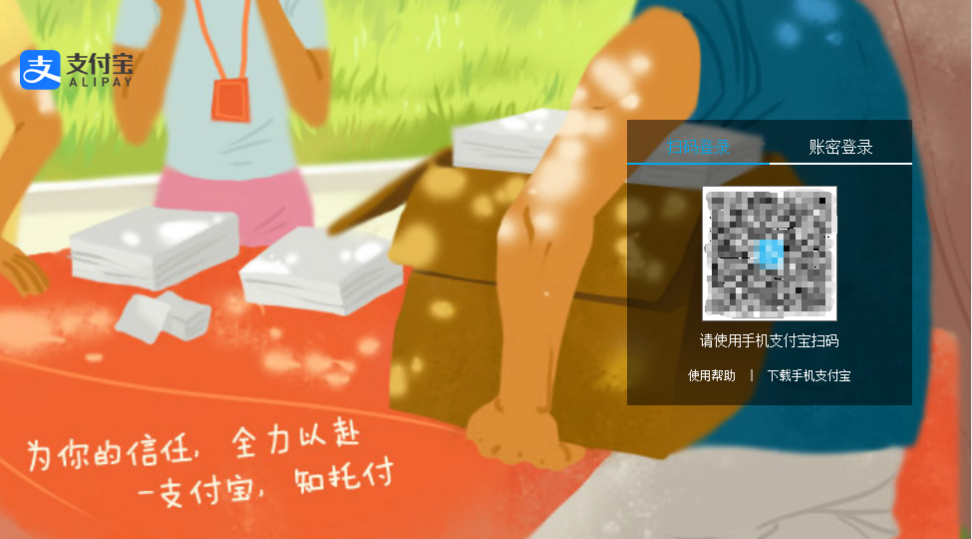 支付宝
ALIPAY
扫码登录 账密登录
请使用手机支付宝扫码
使用帮助 | 下载手机支付宝
为你的信任，全力以赴
-支付宝，知托付